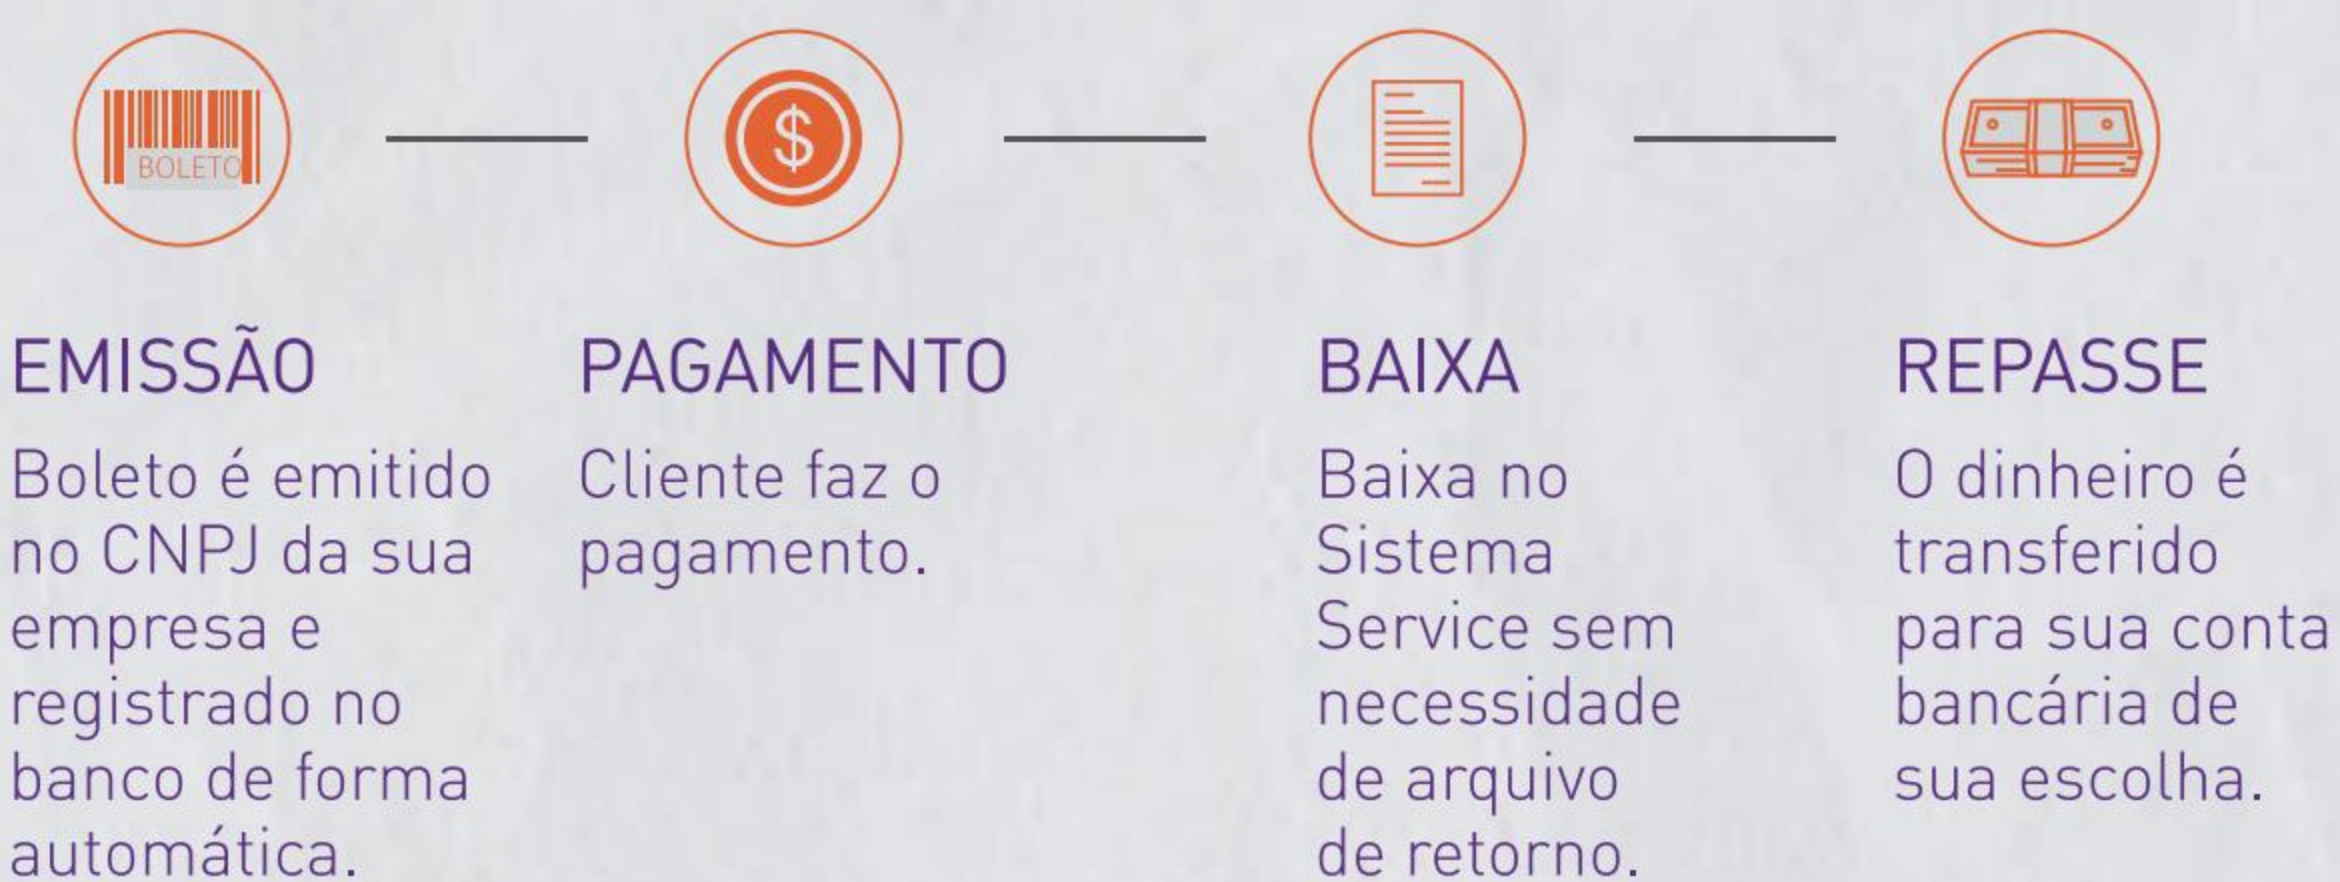 BOLETO
$
EMISSÃO
Boleto é emitido
no CNPJ da sua
empresa e
registrado no
banco de forma
automática.
PAGAMENTO
Cliente faz o
pagamento.
BAIXA
Baixa no
Sistema
Service sem
necessidade
de arquivo
de retorno.
REPASSE
O dinheiro é
transferido
para sua conta
bancária de
sua escolha.